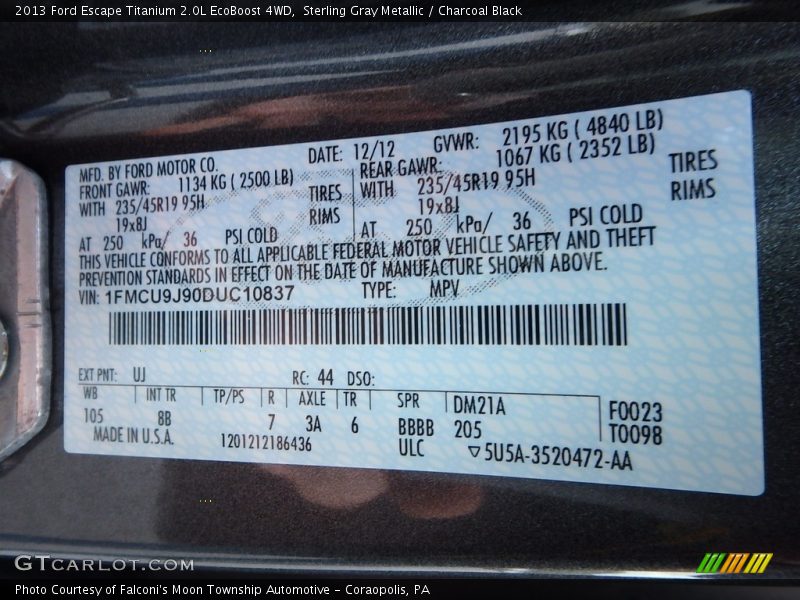 2013 Ford Escape Titanium 2.0L EcoBoost 4WD,  Sterling Gray Metallic / Charcoal Black
MFD. BY FORD MOTOR CO. DATE: 12/12 GVWR: 2195 KG ( 4840 LB)
FRONT GAWR: 1134 KG ( 2500 LB) REAR GAWR: 1067 KG ( 2352 LB)
WITH 235/45R19 95H TIRES WITH 235/45R19 95H TIRES
19x8J RIMS 19x8J RIMS
AT 250 kPa/ 36 PSI COLD AT 250 kPa/ 36 PSI COLD
THIS VEHICLE CONFORMS TO ALL APPLICABLE FEDERAL MOTOR VEHICLE SAFETY AND THEFT
PREVENTION STANDARDS IN EFFECT ON THE DATE OF MANUFACTURE SHOWN ABOVE.
VIN: 1FMCU9J90DUC10837 TYPE: MPV
EXT PNT: UJ RC: 44 DSO:
WB INT TR TP/PS R AXLE TR SPR DM21A F0023
105 8B 7 3A 6 BBBB 205 T0098
MADE IN U.S.A. 1201212186436 ULC ▽5U5A-3520472-AA
GTCARLOT.COM
Photo Courtesy of Falconi's Moon Township Automotive - Coraopolis, PA